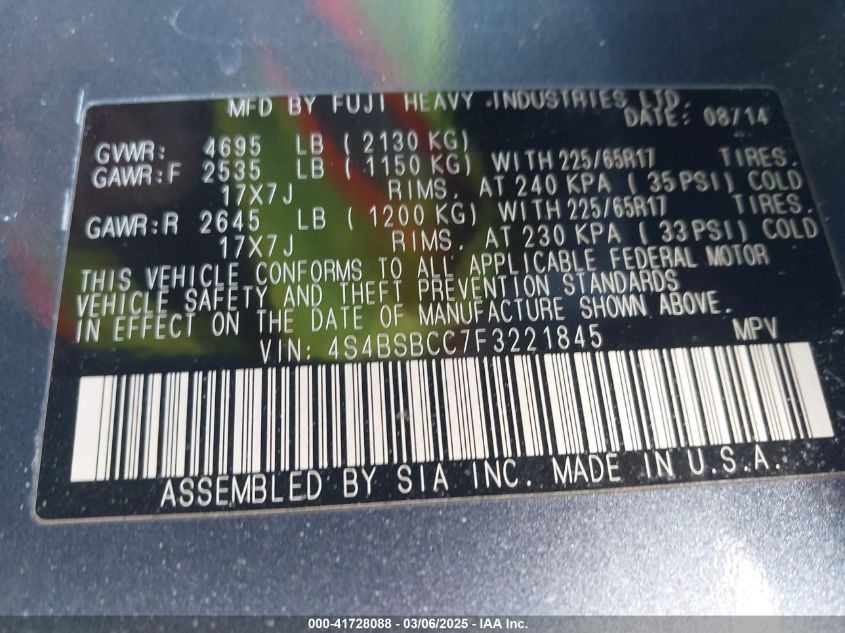 MFD BY FUJI HEAVY INDUSTRIES LTD.
DATE: 08/14
GVWR: 4695 LB ( 2130 KG)
GAWR:F 2535 LB ( 1150 KG) WITH 225/65R17 TIRES.
17X7J RIMS. AT 240 KPA ( 35PSI) COLD
GAWR:R 2645 LB ( 1200 KG) WITH 225/65R17 TIRES.
17X7J RIMS. AT 230 KPA ( 33PSI) COLD
THIS VEHICLE CONFORMS TO ALL APPLICABLE FEDERAL MOTOR
VEHICLE SAFETY AND THEFT PREVENTION STANDARDS
IN EFFECT ON THE DATE OF MANUFACTURE SHOWN ABOVE.
VIN: 4S4BSBCC7F3221845 MPV
ASSEMBLED BY SIA INC. MADE IN U.S.A.
000-41728088 - 03/06/2025 - IAA Inc.